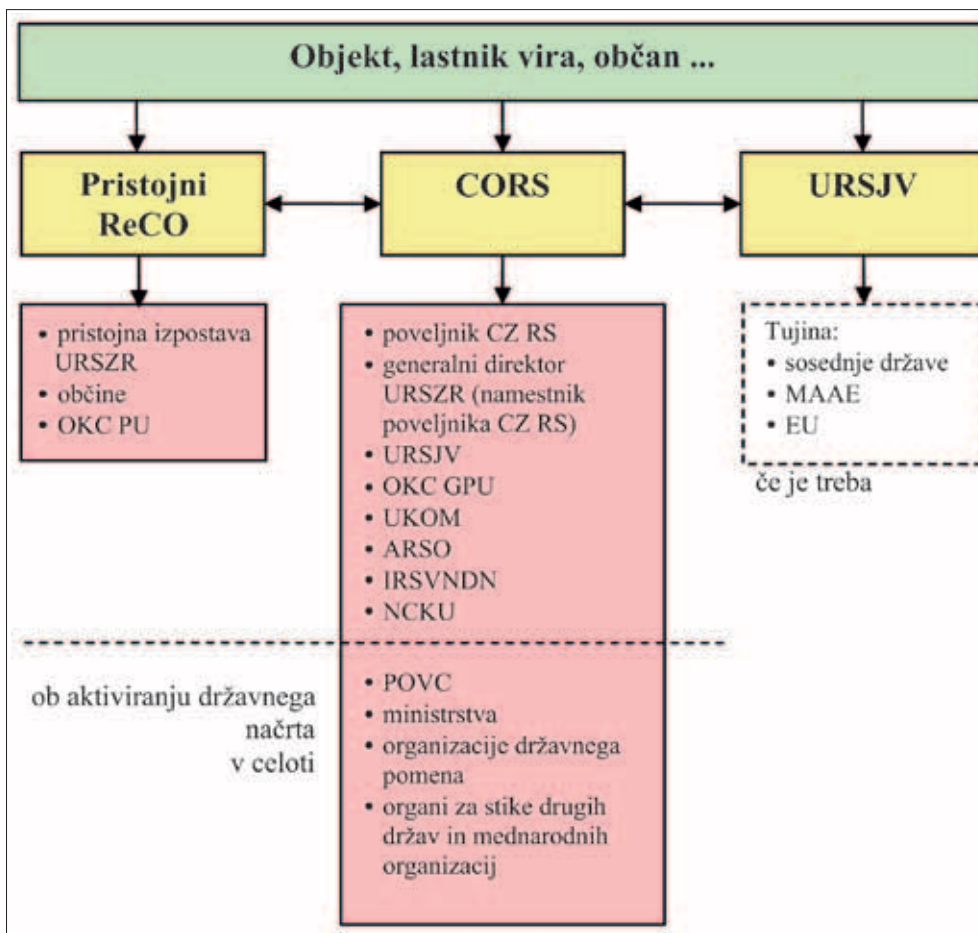 Objekt, lastnik vira, občan ...
Pristojni
ReCO
CORS
URSJV
• pristojna izpostava
URSZR
• občine
• OKC PU
• poveljnik CZ RS
• generalni direktor
URSZR (namestnik
poveljnika CZ RS)
• URSJV
• OKC GPU
• UKOM
• ARSO
• IRSVNDN
• NCKU
Tujina:
• sosednje države
• MAAE
• EU
če je treba
ob aktiviranju državnega
načrta
v celoti
• POVC
• ministrstva
• organizacije državnega
pomena
• organi za stike drugih
držav in mednarodnih
organizacij